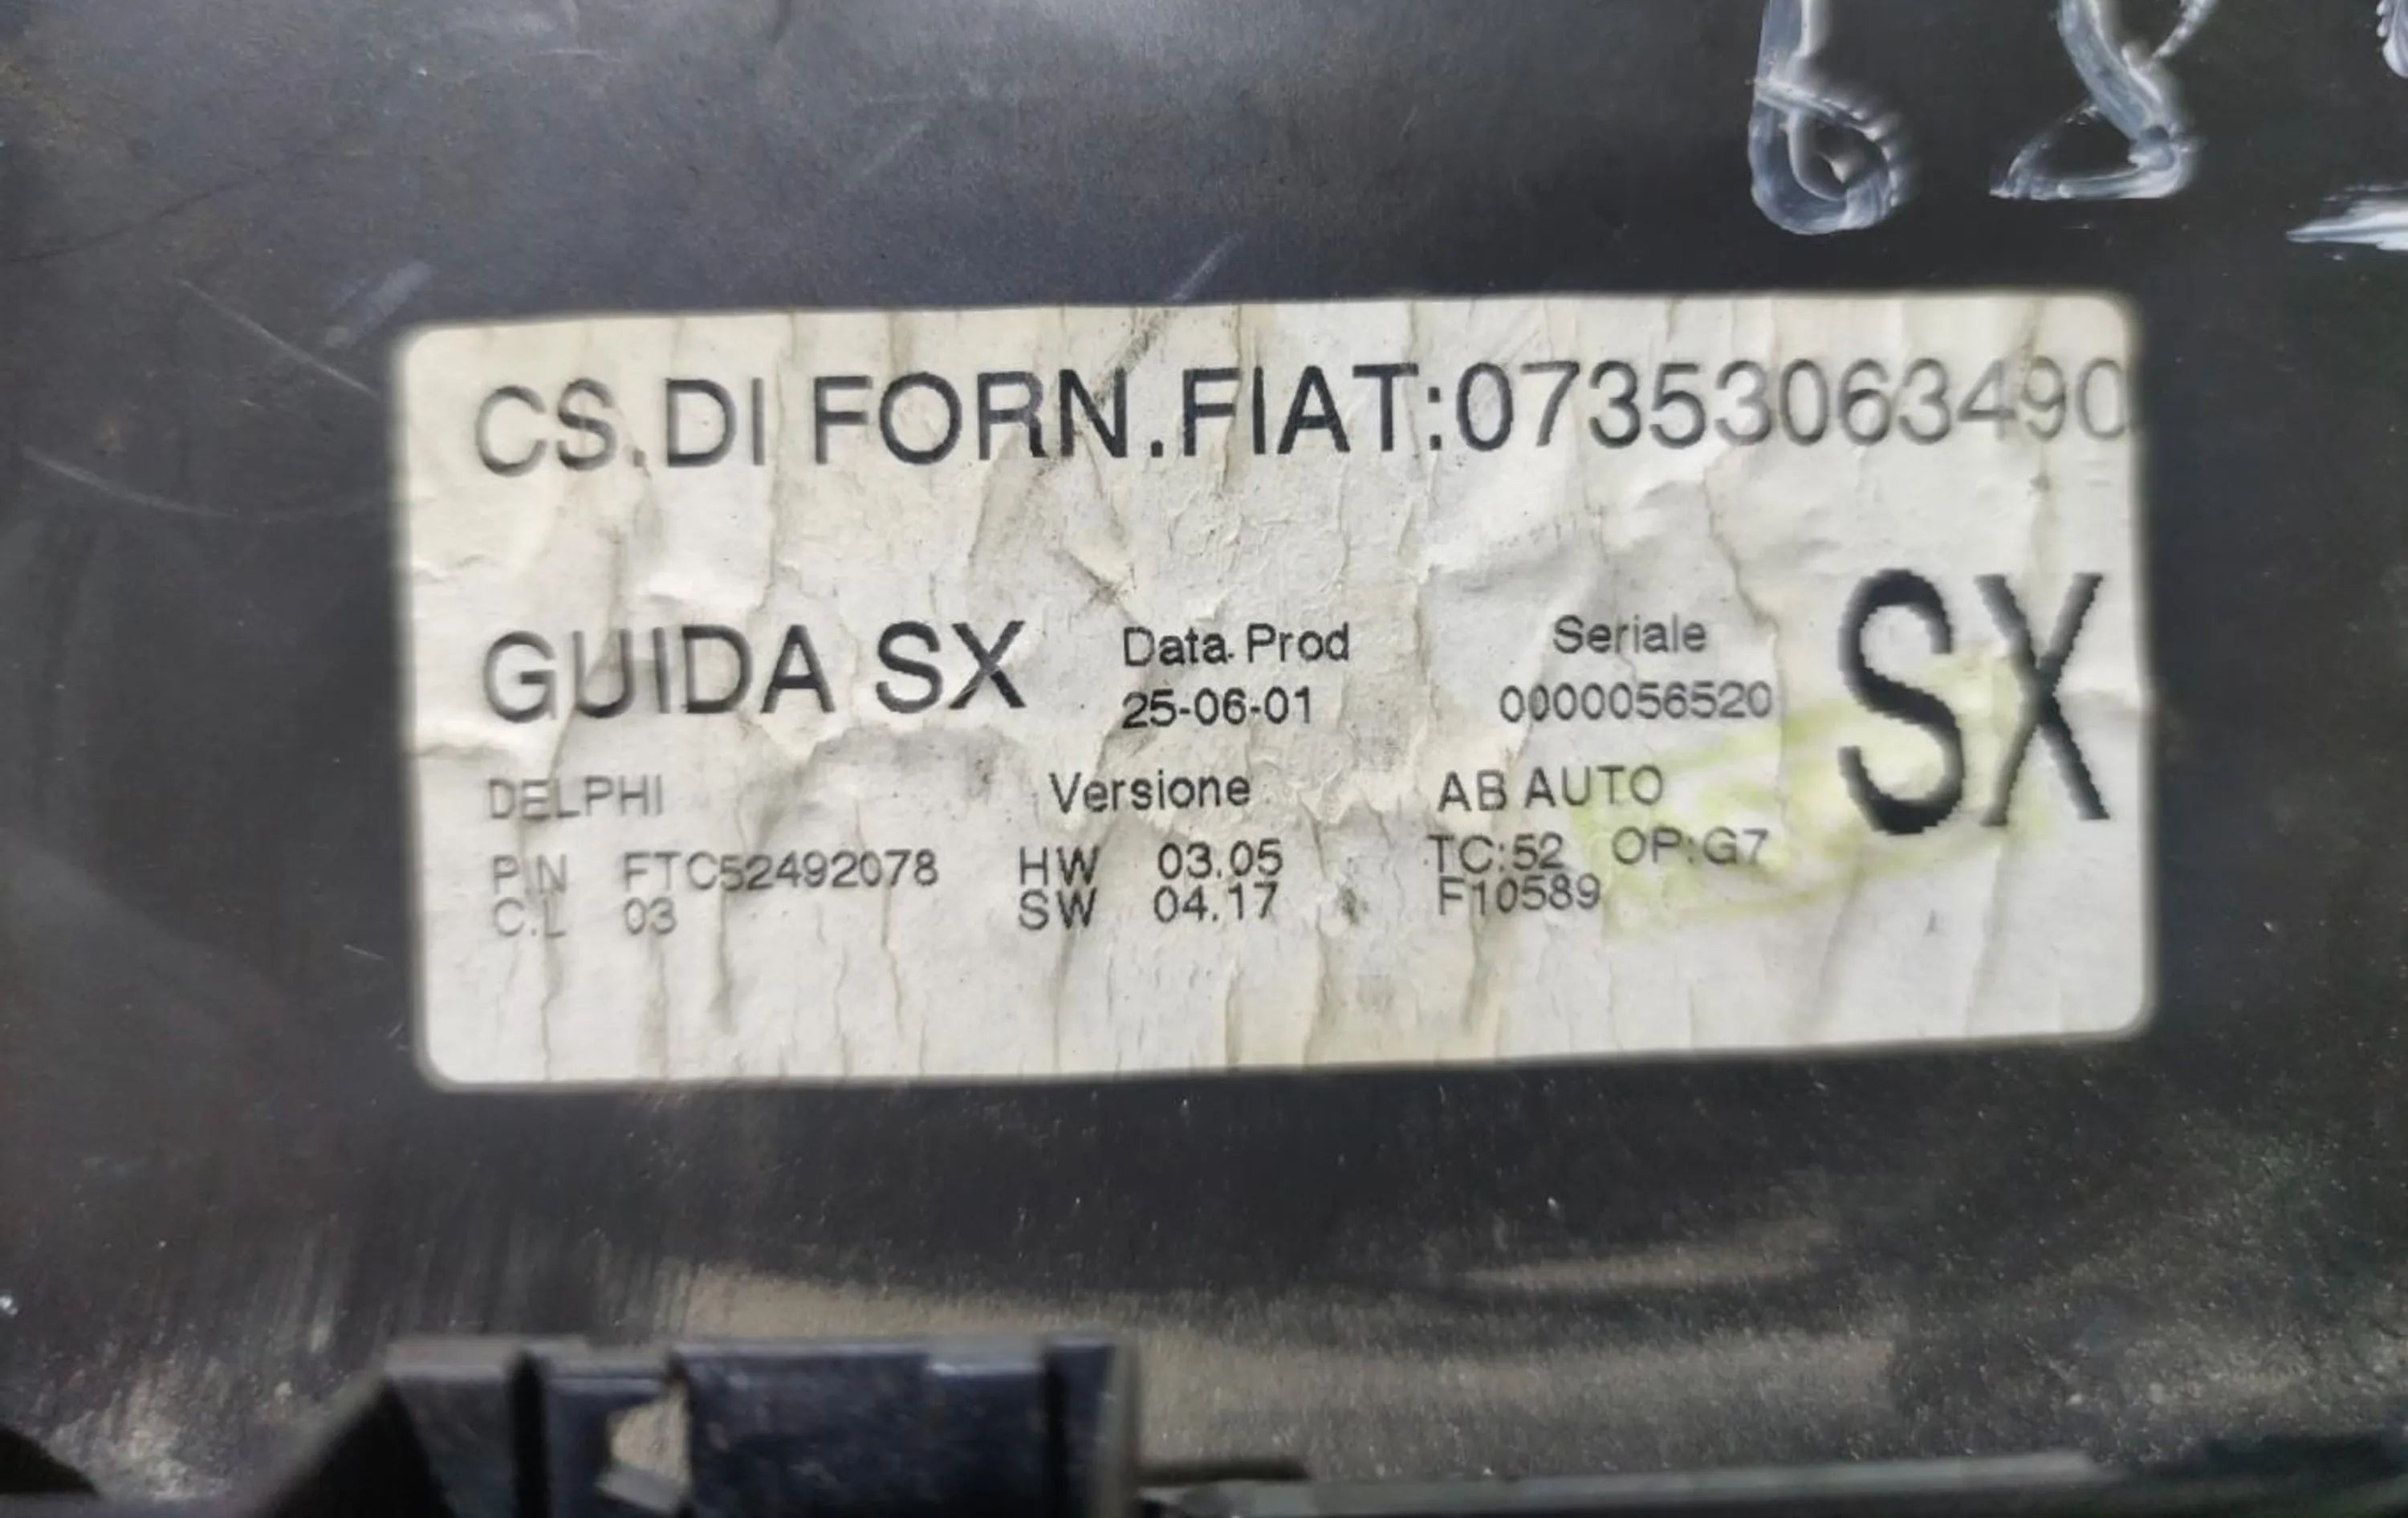 CS.DI FORN.FIAT:07353063490
GUIDA SX
Data Prod
25-06-01
Seriale
0000056520
SX
DELPHI
P.N FTC52492078
C.L 03
Versione
HW 03.05
SW 04.17
AB AUTO
TC:52 OP:G7
F10589